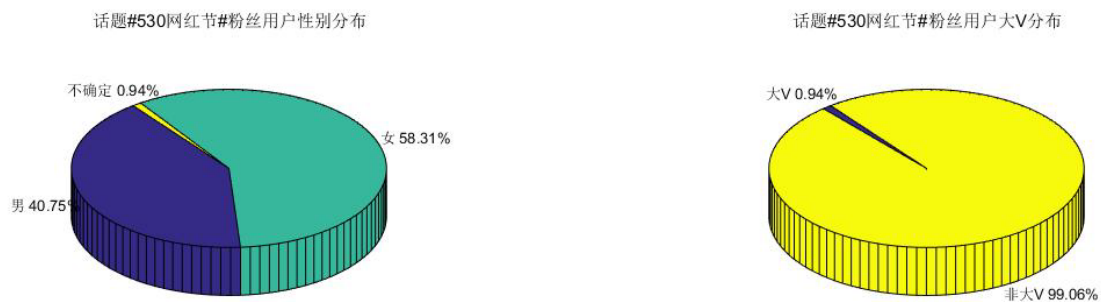 话题#530网红节#粉丝用户性别分布
不确定 0.94%
女 58.31%
男 40.75%
话题#530网红节#粉丝用户大V分布
大V 0.94%
非大V 99.06%